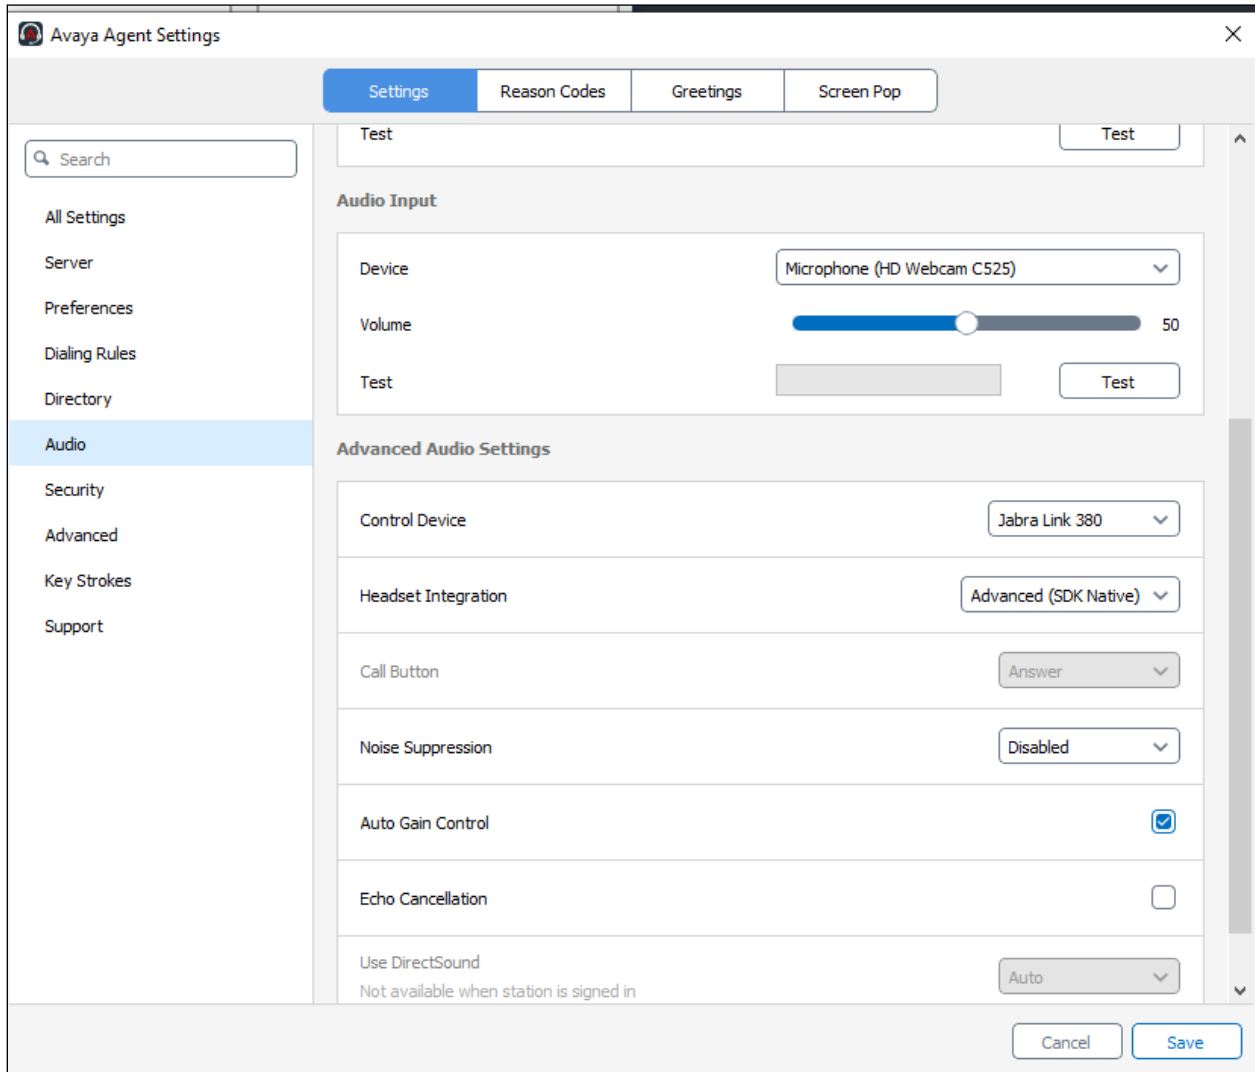 Avaya Agent Settings
Settings
Reason Codes
Greetings
Screen Pop
Search
All Settings
Server
Preferences
Dialing Rules
Directory
Audio
Security
Advanced
Key Strokes
Support
Test
Test
Audio Input
Device
Microphone (HD Webcam C525)
Volume
50
Test
Test
Advanced Audio Settings
Control Device
Jabra Link 380
Headset Integration
Advanced (SDK Native)
Call Button
Answer
Noise Suppression
Disabled
Auto Gain Control
Echo Cancellation
Use DirectSound
Not available when station is signed in
Auto
Cancel
Save